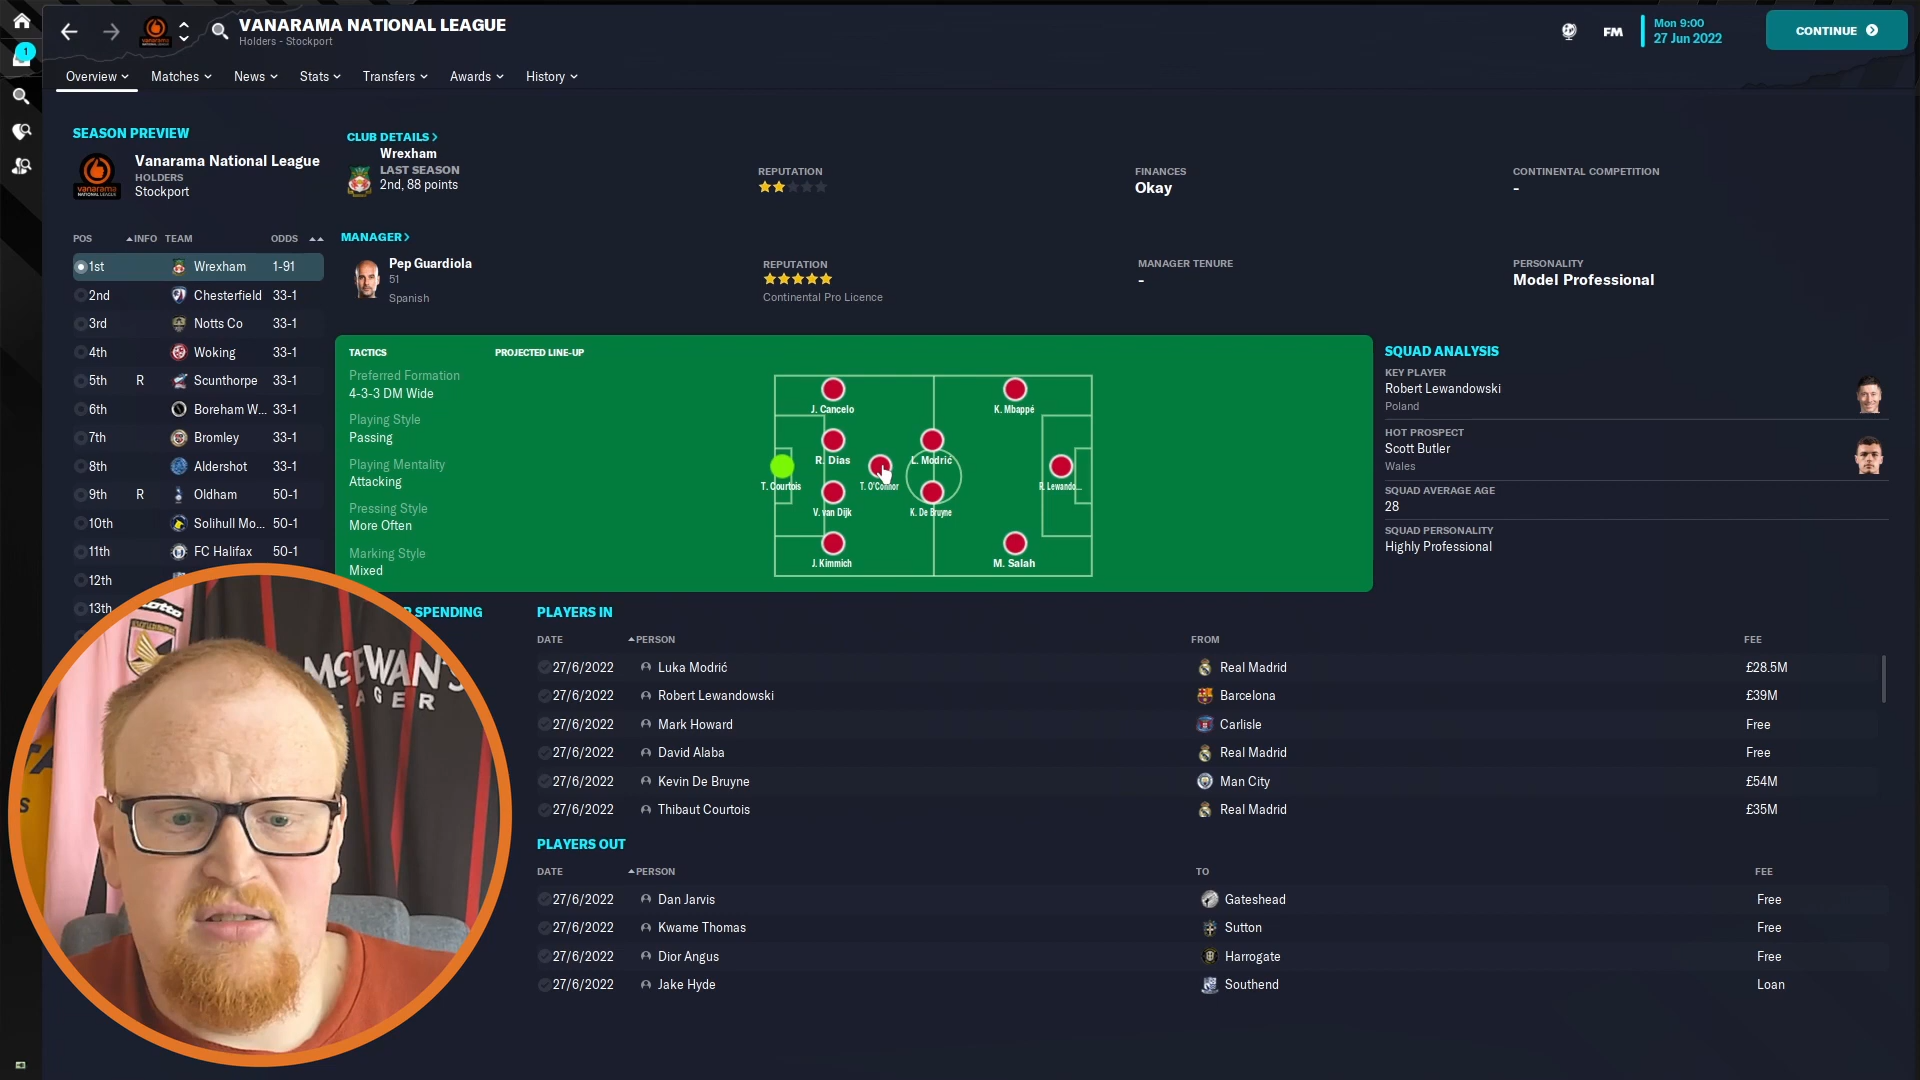 VANARAMA NATIONAL LEAGUE
Holders - Stockport
FM
Mon 9:00
27 Jun 2022
CONTINUE
1
Overview
Matches
News
Stats
Transfers
Awards
History
SEASON PREVIEW
Vanarama National League
HOLDERS
Stockport
vanarama
NATIONAL LEAGUE
CLUB DETAILS
Wrexham
LAST SEASON
2nd, 88 points
REPUTATION
FINANCES
Okay
CONTINENTAL COMPETITION
-
MANAGER
Pep Guardiola
51
Spanish
REPUTATION
Continental Pro Licence
MANAGER TENURE
-
PERSONALITY
Model Professional
POS INFO TEAM ODDS
1st Wrexham 1-91
2nd Chesterfield 33-1
3rd Notts Co 33-1
4th Woking 33-1
5th R Scunthorpe 33-1
6th Boreham W... 33-1
7th Bromley 33-1
8th Aldershot 33-1
9th R Oldham 50-1
10th Solihull Mo... 50-1
11th FC Halifax 50-1
12th
13th
TACTICS
Preferred Formation
4-3-3 DM Wide
Playing Style
Passing
Playing Mentality
Attacking
Pressing Style
More Often
Marking Style
Mixed
PROJECTED LINE-UP
J. Cancelo
K. Mbappé
R. Dias
L. Modrić
T. Courtois
T. O'Connor
R. Lewando...
V. van Dijk
K. De Bruyne
J. Kimmich
M. Salah
SQUAD ANALYSIS
KEY PLAYER
Robert Lewandowski
Poland
HOT PROSPECT
Scott Butler
Wales
SQUAD AVERAGE AGE
28
SQUAD PERSONALITY
Highly Professional
SPENDING
PLAYERS IN
DATE PERSON FROM FEE
27/6/2022 Luka Modrić Real Madrid £28.5M
27/6/2022 Robert Lewandowski Barcelona £39M
27/6/2022 Mark Howard Carlisle Free
27/6/2022 David Alaba Real Madrid Free
27/6/2022 Kevin De Bruyne Man City £54M
27/6/2022 Thibaut Courtois Real Madrid £35M
PLAYERS OUT
DATE PERSON TO FEE
27/6/2022 Dan Jarvis Gateshead Free
27/6/2022 Kwame Thomas Sutton Free
27/6/2022 Dior Angus Harrogate Free
27/6/2022 Jake Hyde Southend Loan
lotto
McEWAN'S
LAGER